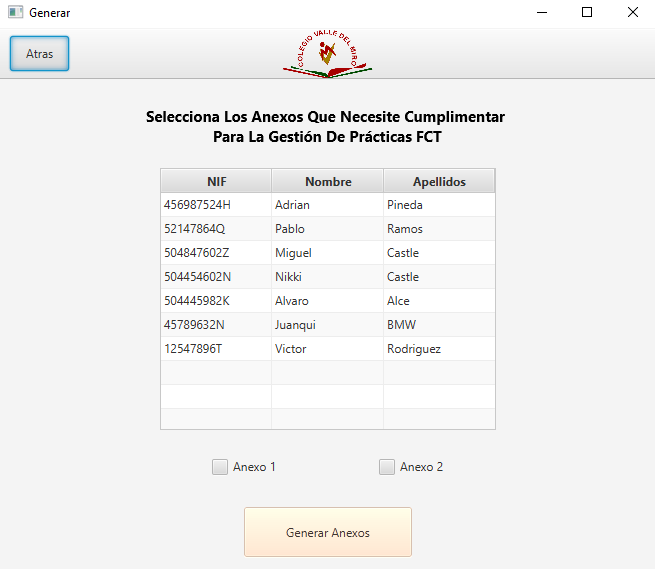 Generar
Atras
COLEGIO VALLE DEL MIRO
Selecciona Los Anexos Que Necesite Cumplimentar
Para La Gestión De Prácticas FCT
NIF Nombre Apellidos
456987524H Adrian Pineda
52147864Q Pablo Ramos
504847602Z Miguel Castle
504454602N Nikki Castle
504445982K Alvaro Alce
45789632N Juanqui BMW
12547896T Victor Rodriguez
Anexo 1 Anexo 2
Generar Anexos